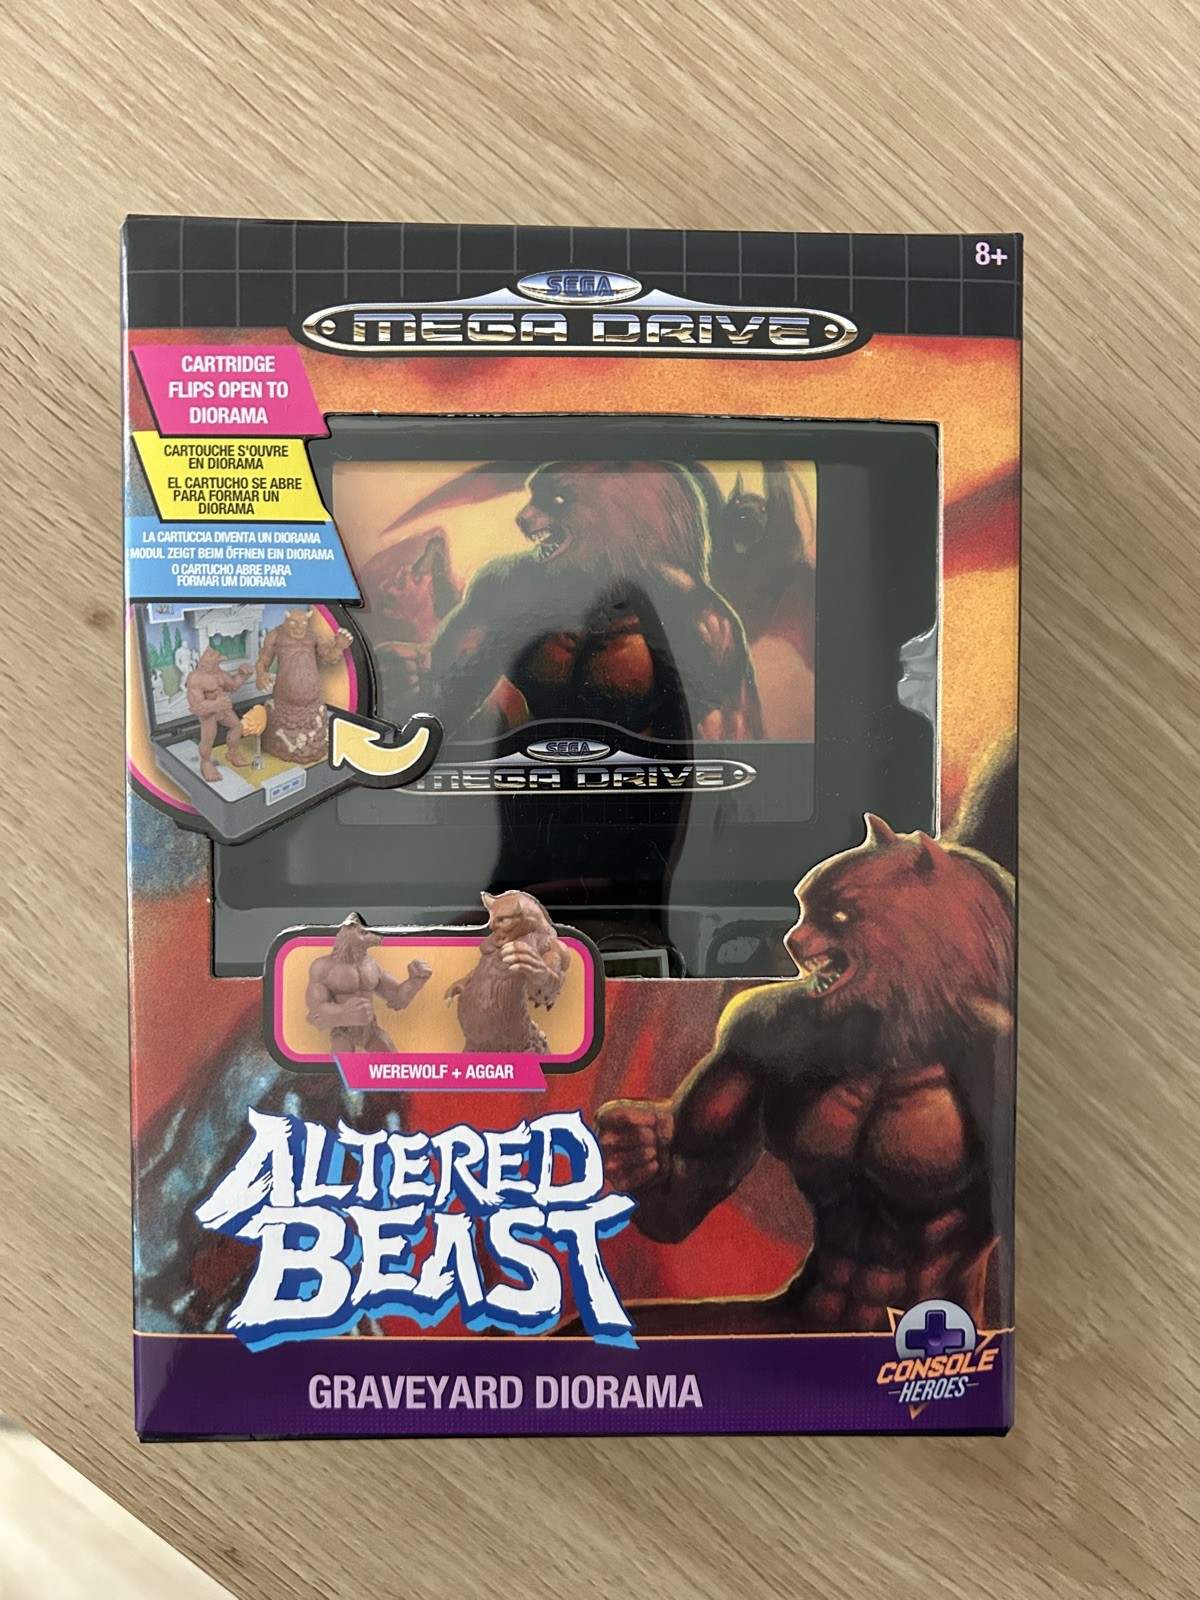 8+
SEGA
MEGA DRIVE
TM
CARTRIDGE
FLIPS OPEN TO
DIORAMA
CARTOUCHE S'OUVRE
EN DIORAMA
EL CARTUCHO SE ABRE
PARA FORMAR UN
DIORAMA
LA CARTUCCIA DIVENTA UN DIORAMA
MODUL ZEIGT BEIM ÖFFNEN EIN DIORAMA
O CARTUCHO ABRE PARA
FORMAR UM DIORAMA
SEGA
MEGA DRIVE
WEREWOLF + AGGAR
ALTERED
BEAST
CONSOLE
HEROES
GRAVEYARD DIORAMA